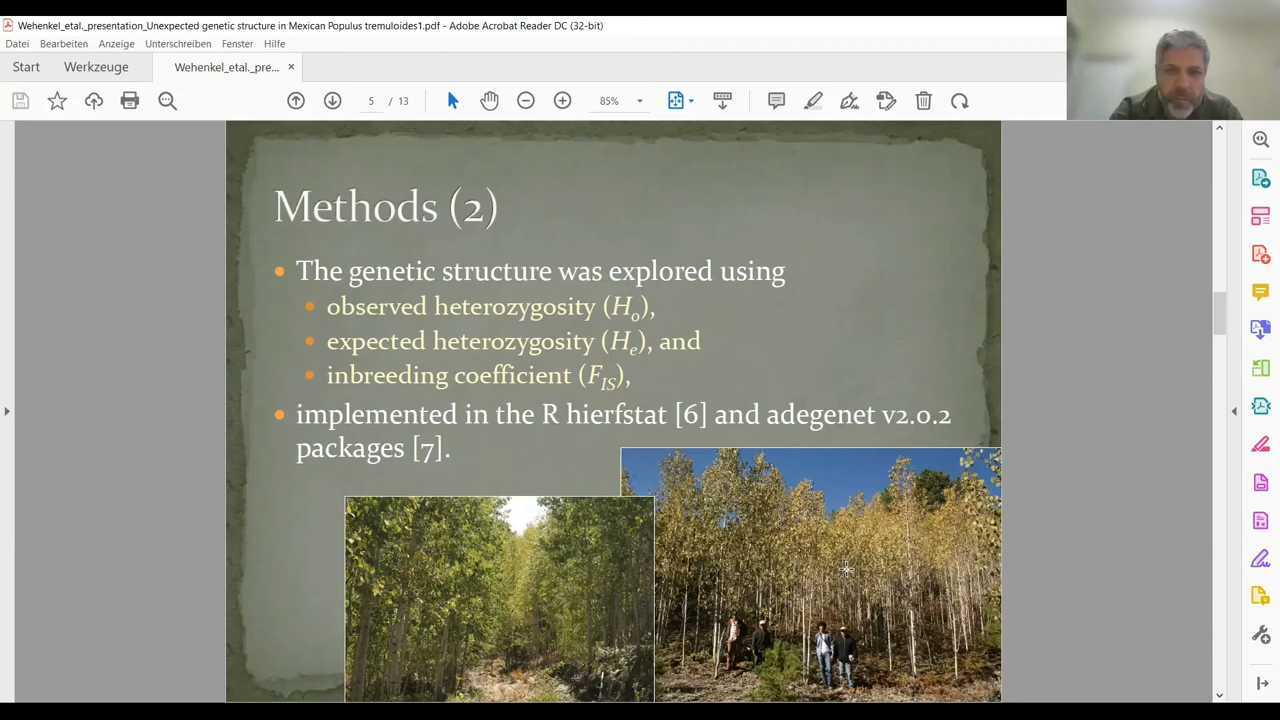 Wehenkel_etal._presentation_Unexpected genetic structure in Mexican Populus tremuloides1.pdf - Adobe Acrobat Reader DC (32-bit)
Datei Bearbeiten Anzeige Unterschreiben Fenster Hilfe
Start Werkzeuge Wehenkel_etal._pre... ×
5 / 13 85%
Methods (2)
• The genetic structure was explored using
• observed heterozygosity (Ho),
• expected heterozygosity (He), and
• inbreeding coefficient (FIS),
• implemented in the R hierfstat [6] and adegenet v2.0.2
packages [7].